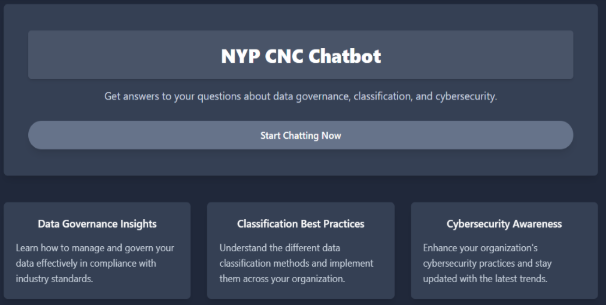 NYP CNC Chatbot
Get answers to your questions about data governance, classification, and cybersecurity.
Start Chatting Now
Data Governance Insights
Learn how to manage and govern your
data effectively in compliance with
industry standards.
Classification Best Practices
Understand the different data
classification methods and implement
them across your organization.
Cybersecurity Awareness
Enhance your organization's
cybersecurity practices and stay
updated with the latest trends.